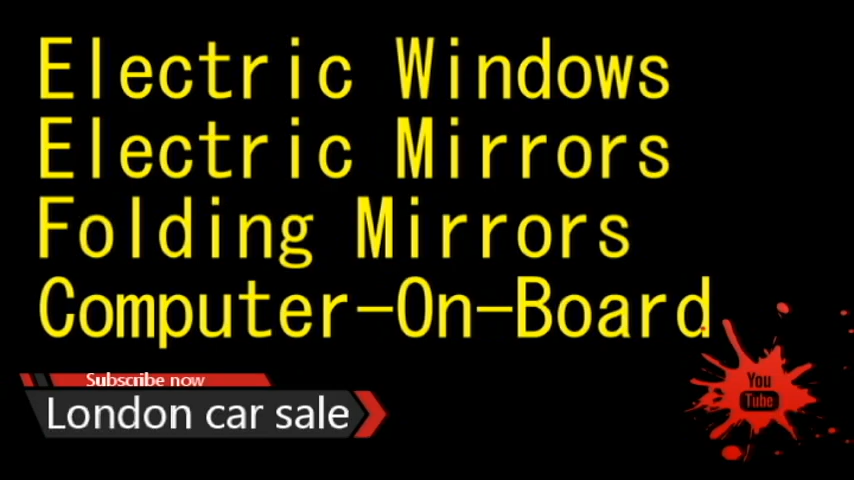 Electric Windows
Electric Mirrors
Folding Mirrors
Computer-On-Board
Subscribe now
London car sale
You
Tube